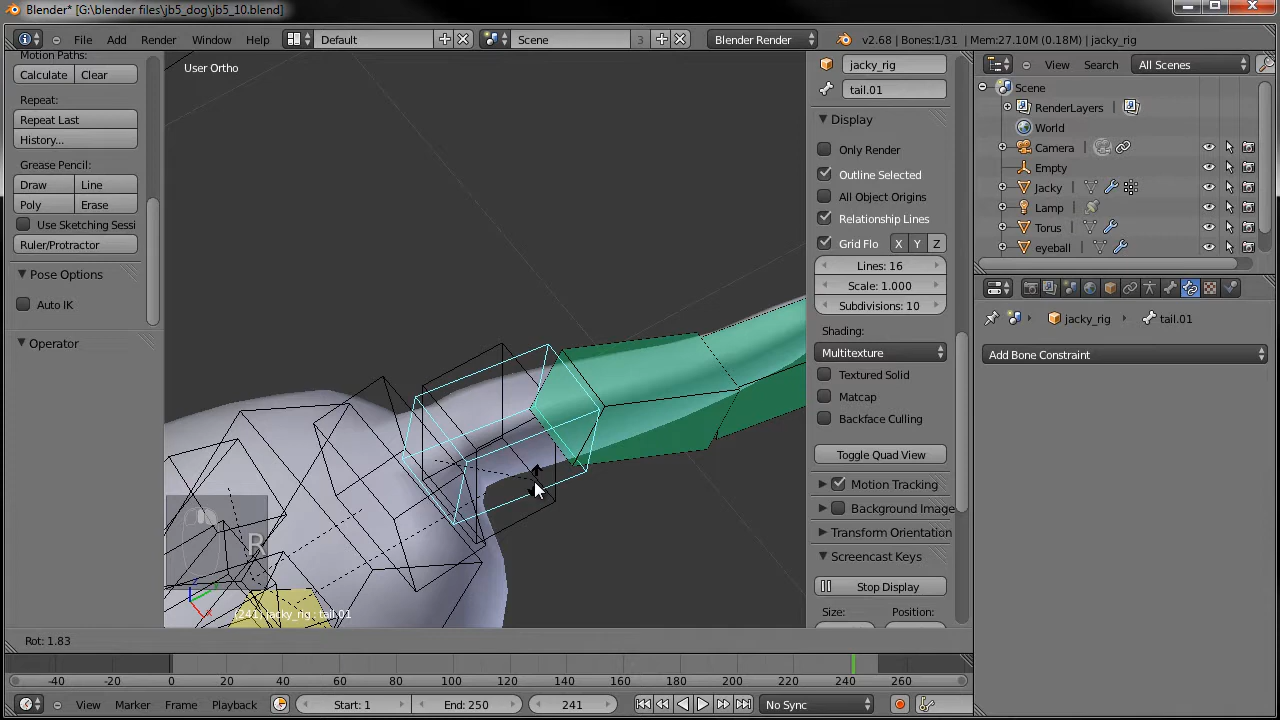 Blender* [G:\blender files\jb5_dog\jb5_10.blend]
File Add Render Window Help Default Scene 3 Blender Render v2.68 | Bones:1/31 | Mem:27.10M (0.18M) | jacky_rig
Motion Paths:
Calculate Clear
Repeat:
Repeat Last
History...
Grease Pencil:
Draw Line
Poly Erase
Use Sketching Sessi
Ruler/Protractor
Pose Options
Auto IK
Operator
User Ortho
R
(241) jacky_rig : tail.01
Rot: 1.83
jacky_rig
tail.01
Display
Only Render
Outline Selected
All Object Origins
Relationship Lines
Grid Flo X Y Z
Lines: 16
Scale: 1.000
Subdivisions: 10
Shading:
Multitexture
Textured Solid
Matcap
Backface Culling
Toggle Quad View
Motion Tracking
Background Image
Transform Orientation
Screencast Keys
Stop Display
Size: Position:
View Search All Scenes
Scene
RenderLayers
World
Camera
Empty
Jacky
Lamp
Torus
eyeball
jacky_rig tail.01
Add Bone Constraint
-40 -20 0 20 40 60 80 100 120 140 160 180 200 220 240 260
View Marker Frame Playback Start: 1 End: 250 241 No Sync